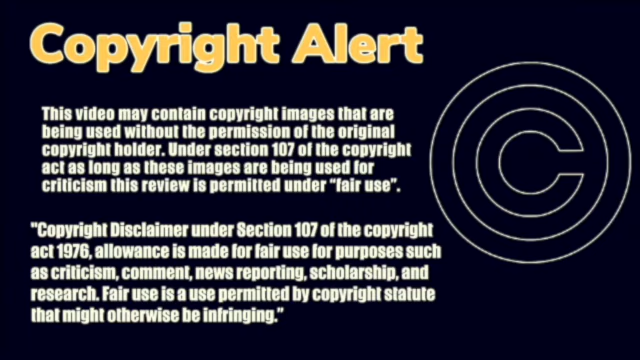 Copyright Alert
This video may contain copyright images that are
being used without the permission of the original
copyright holder. Under section 107 of the copyright
act as long as these images are being used for
criticism this review is permitted under “fair use”.
"Copyright Disclaimer under Section 107 of the copyright
act 1976, allowance is made for fair use for purposes such
as criticism, comment, news reporting, scholarship, and
research. Fair use is a use permitted by copyright statute
that might otherwise be infringing.”